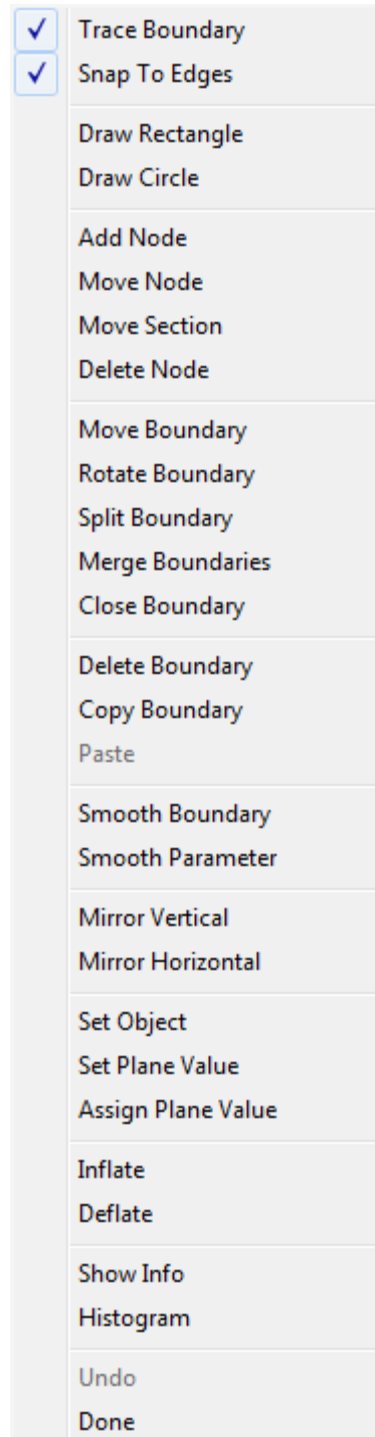 Trace Boundary
Snap To Edges
Draw Rectangle
Draw Circle
Add Node
Move Node
Move Section
Delete Node
Move Boundary
Rotate Boundary
Split Boundary
Merge Boundaries
Close Boundary
Delete Boundary
Copy Boundary
Paste
Smooth Boundary
Smooth Parameter
Mirror Vertical
Mirror Horizontal
Set Object
Set Plane Value
Assign Plane Value
Inflate
Deflate
Show Info
Histogram
Undo
Done